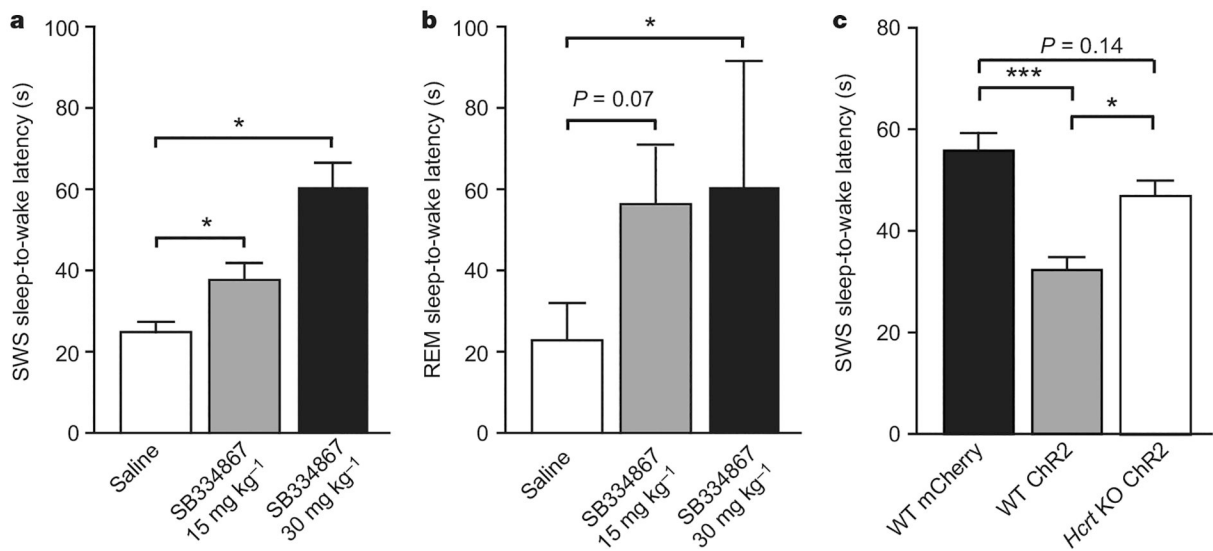 a
SWS sleep-to-wake latency (s)
100
80
60
40
20
0
*
*
Saline
SB334867
15 mg kg⁻¹
SB334867
30 mg kg⁻¹
b
REM sleep-to-wake latency (s)
100
80
60
40
20
0
*
P = 0.07
Saline
SB334867
15 mg kg⁻¹
SB334867
30 mg kg⁻¹
c
SWS sleep-to-wake latency (s)
80
60
40
20
0
P = 0.14
***
*
WT mCherry
WT ChR2
Hcrt KO ChR2